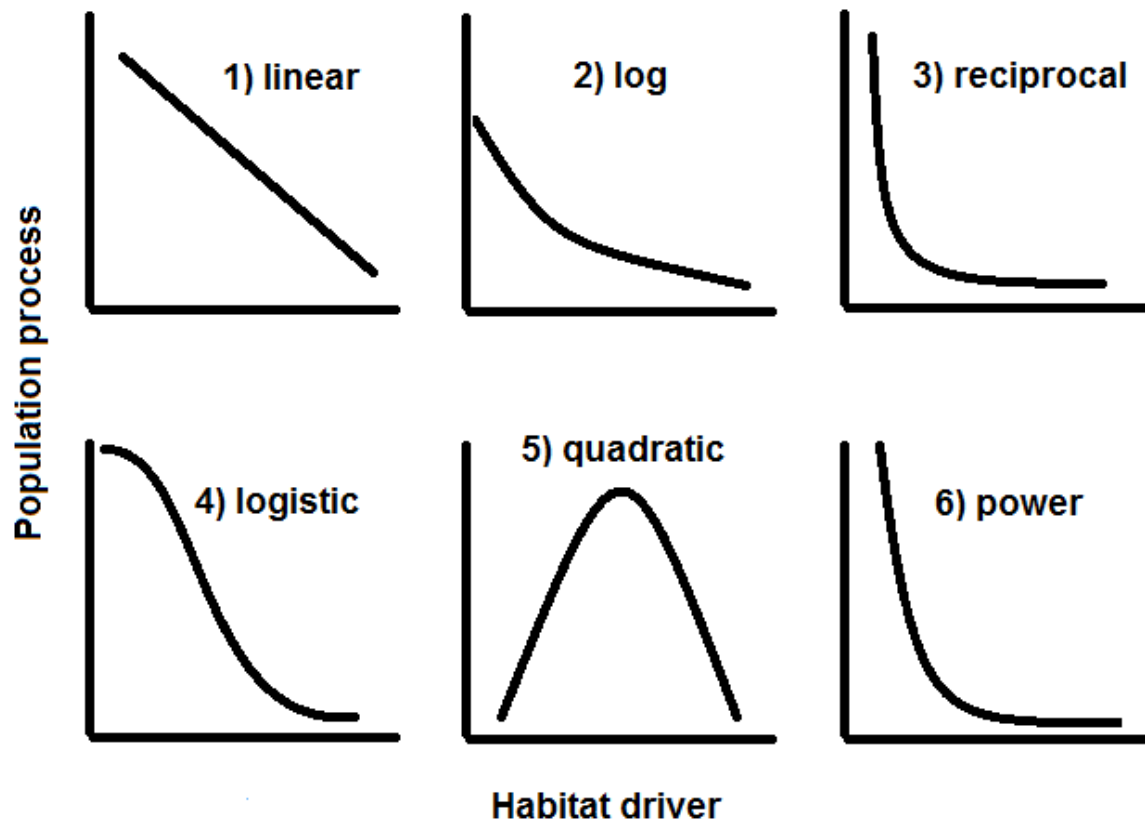 1) linear
2) log
3) reciprocal
Population process
4) logistic
5) quadratic
6) power
Habitat driver